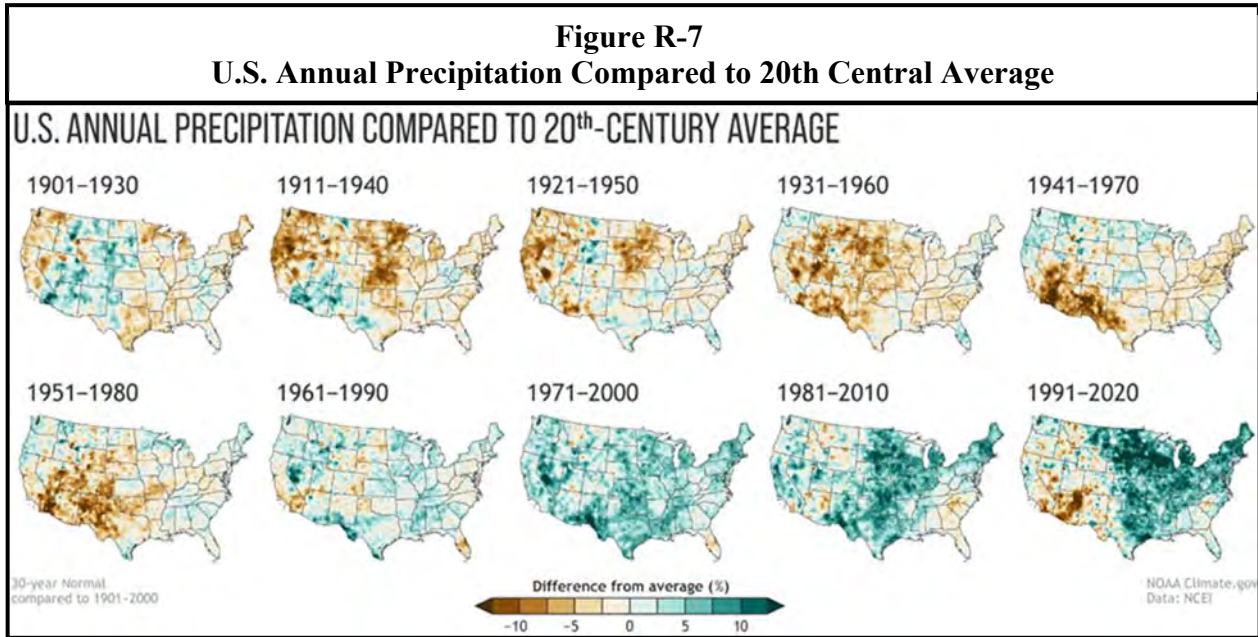 Figure R-7
U.S. Annual Precipitation Compared to 20th Central Average
U.S. ANNUAL PRECIPITATION COMPARED TO 20th-CENTURY AVERAGE
1901–1930
1911–1940
1921–1950
1931–1960
1941–1970
1951–1980
1961–1990
1971–2000
1981–2010
1991–2020
30-year Normal
compared to 1901-2000
Difference from average (%)
-10 -5 0 5 10
NOAA Climate.gov
Data: NCEI